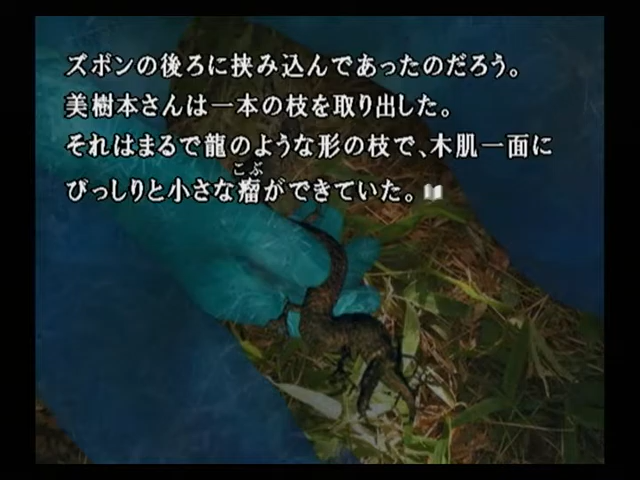 ズボンの後ろに挟み込んであったのだろう。
美樹本さんは一本の枝を取り出した。
それはまるで龍のような形の枝で、木肌一面に
こぶ
びっしりと小さな瘤ができていた。